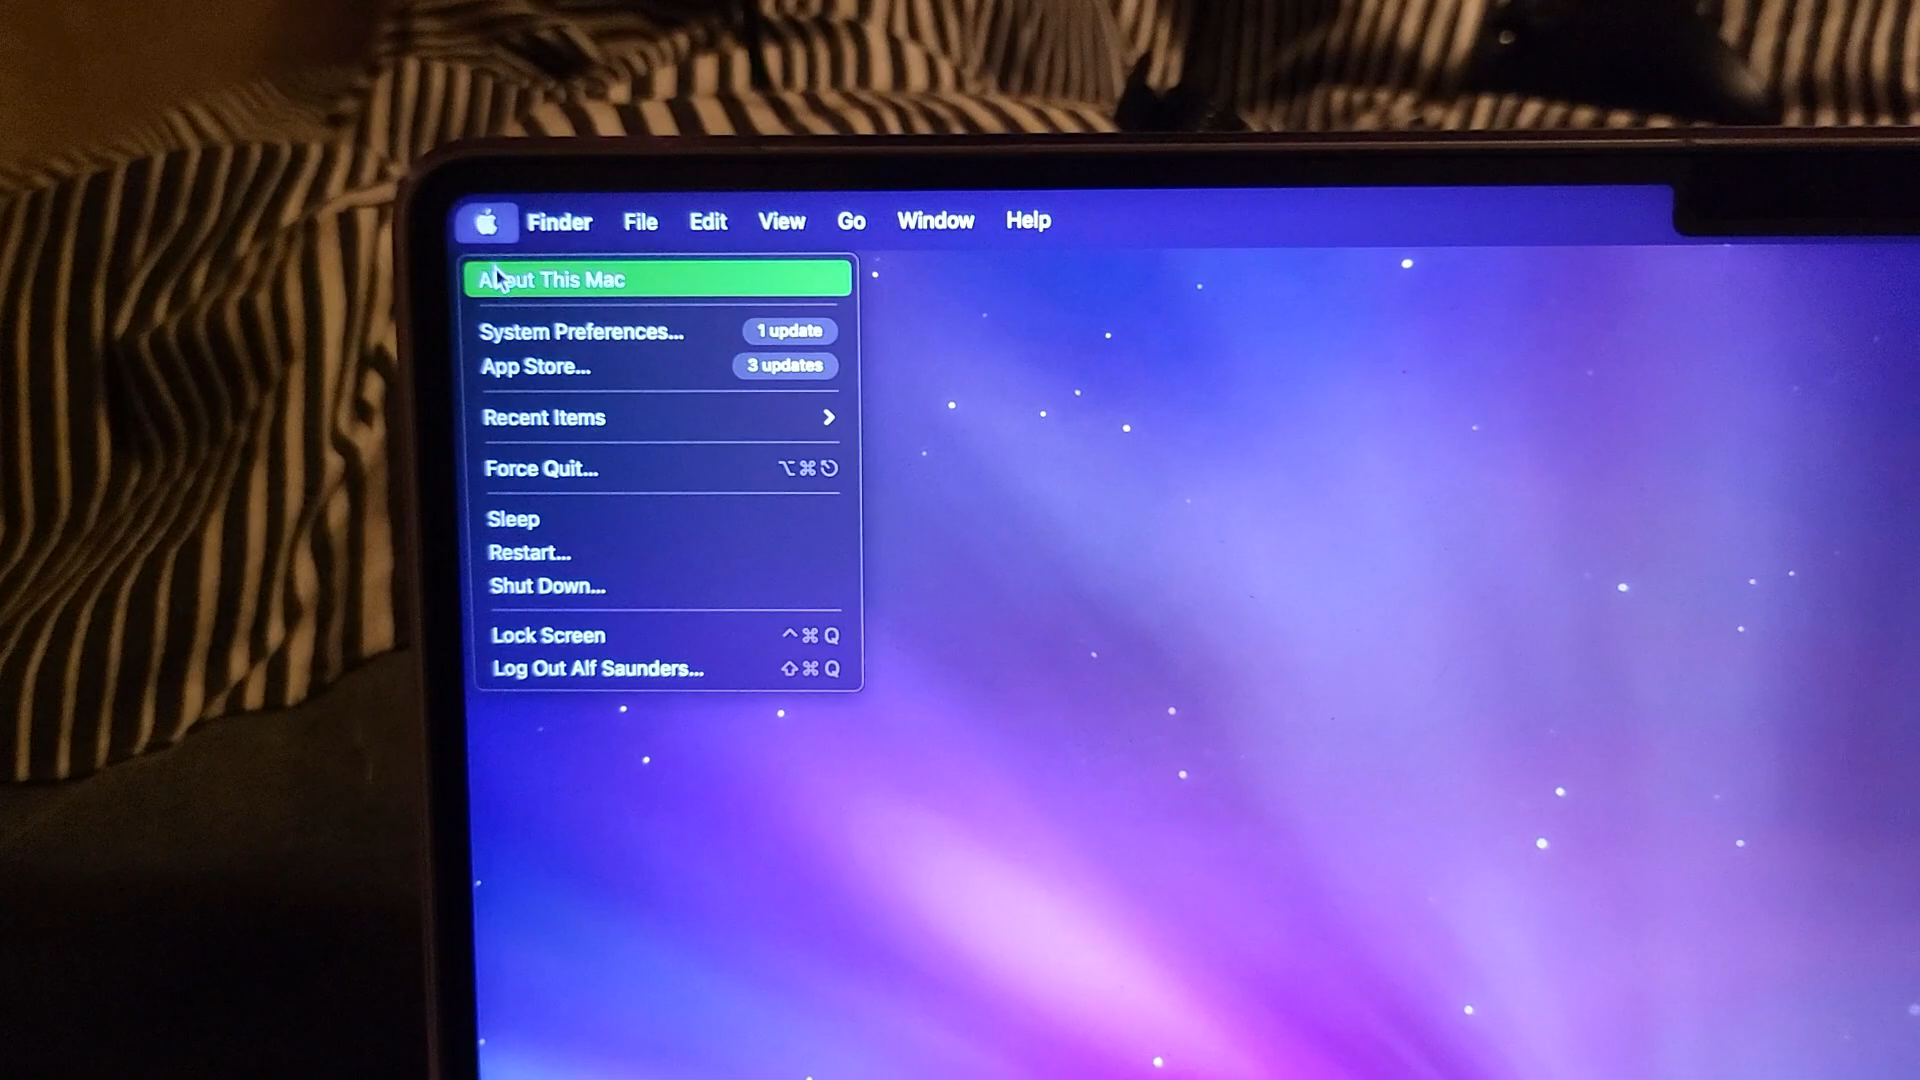 Finder File Edit View Go Window Help
About This Mac
System Preferences... 1 update
App Store... 3 updates
Recent Items
Force Quit... ⌥⌘⎋
Sleep
Restart...
Shut Down...
Lock Screen ^⌘Q
Log Out Alf Saunders... ⇧⌘Q